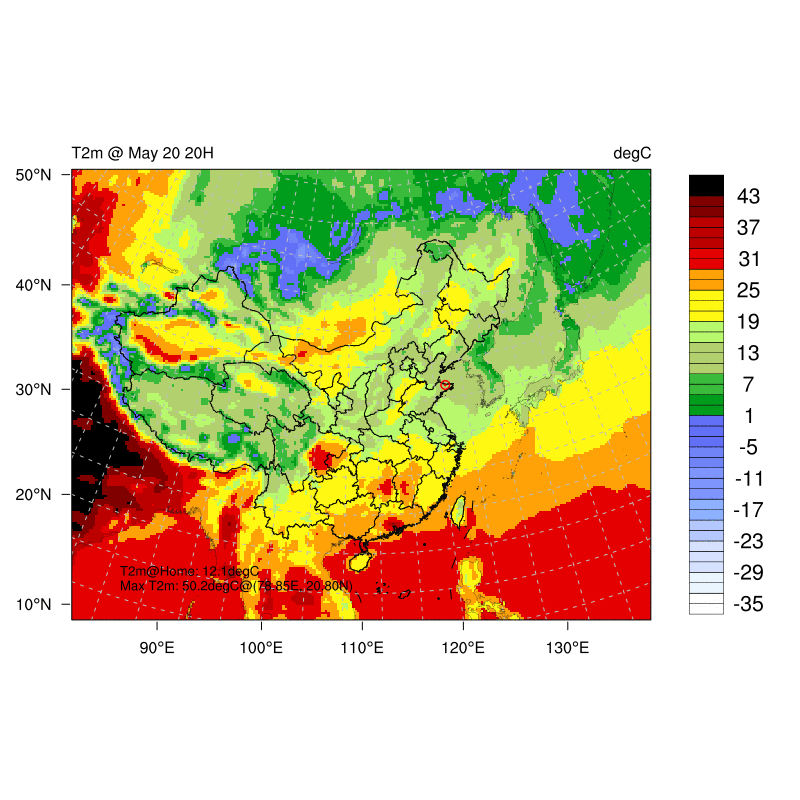 T2m @ May 20 20H
degC
50°N
40°N
30°N
20°N
10°N
90°E
100°E
110°E
120°E
130°E
43
37
31
25
19
13
7
1
-5
-11
-17
-23
-29
-35
T2m@Home: 12.1degC
Max T2m: 50.2degC@(78.85E, 20.80N)